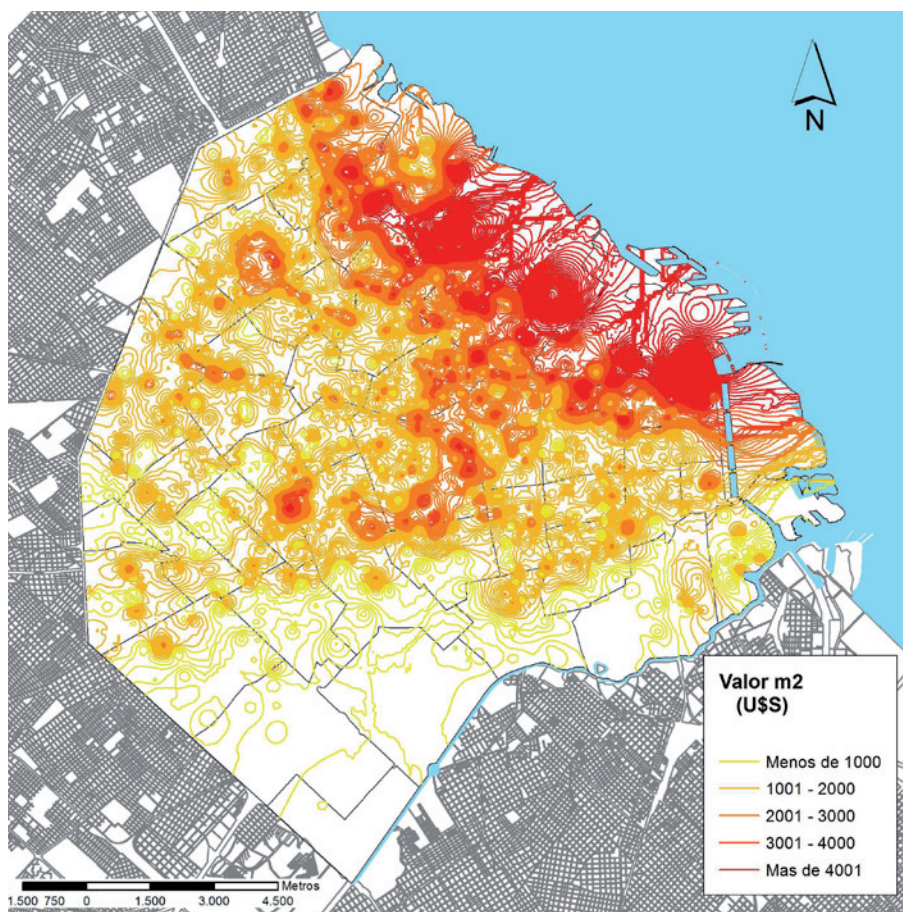 N
Valor m2
(U$S)
Menos de 1000
1001 - 2000
2001 - 3000
3001 - 4000
Mas de 4001
Metros
1.500 750 0 1.500 3.000 4.500